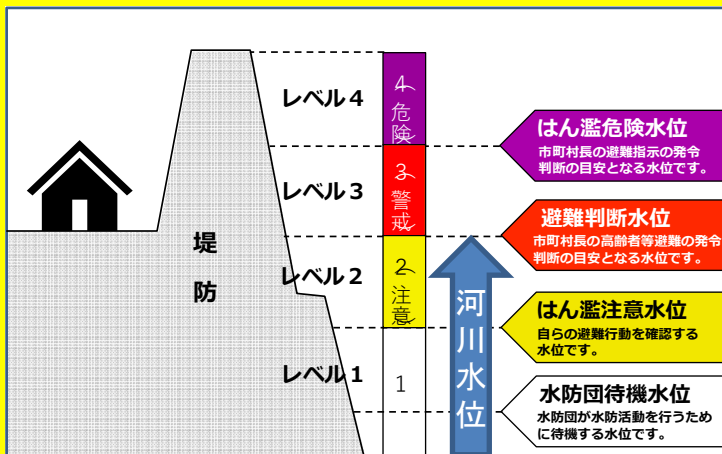 レベル4
4
危険
はん濫危険水位
市町村長の避難指示の発令
判断の目安となる水位です。
レベル3
3
警戒
避難判断水位
市町村長の高齢者等避難の発令
判断の目安となる水位です。
堤防
レベル2
2
注意
河川水位
はん濫注意水位
自らの避難行動を確認する
水位です。
レベル1
1
水防団待機水位
水防団が水防活動を行うため
に待機する水位です。